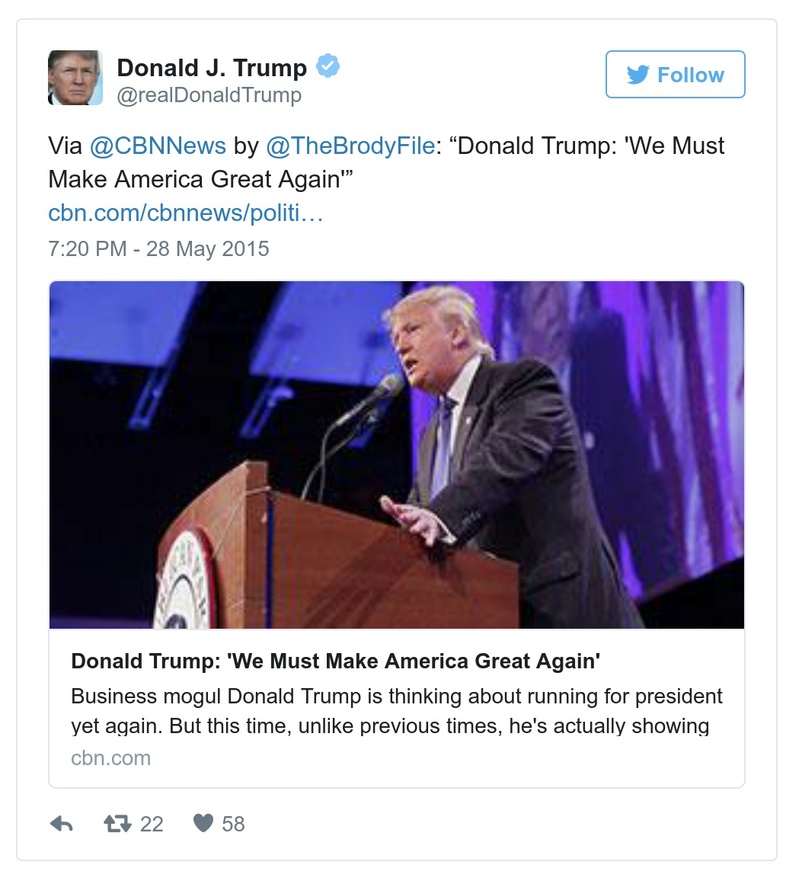 Donald J. Trump
@realDonaldTrump
Follow
Via @CBNNews by @TheBrodyFile: “Donald Trump: 'We Must
Make America Great Again'”
cbn.com/cbnnews/politi…
7:20 PM - 28 May 2015
Donald Trump: 'We Must Make America Great Again'
Business mogul Donald Trump is thinking about running for president
yet again. But this time, unlike previous times, he's actually showing
cbn.com
22
58